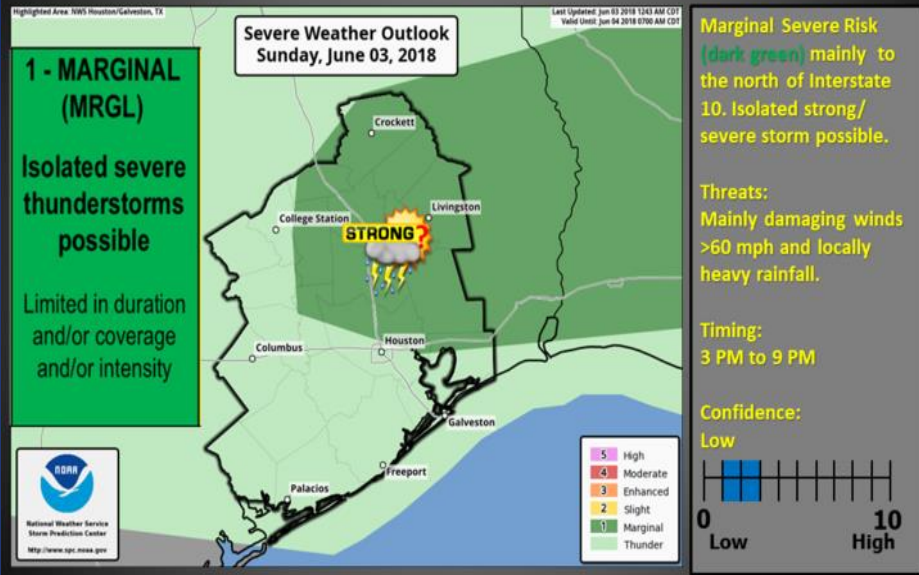 Highlighted Area: NWS Houston/Galveston, TX
Last Updated: Jun 03 2018 1243 AM CDT
Valid Until: Jun 04 2018 0700 AM CDT
Severe Weather Outlook
Sunday, June 03, 2018
1 - MARGINAL
(MRGL)
Isolated severe
thunderstorms
possible
Limited in duration
and/or coverage
and/or intensity
Crockett
Livingston
College Station
STRONG?
Columbus
Houston
Galveston
Freeport
Palacios
NOAA
National Weather Service
Storm Prediction Center
http://www.spc.noaa.gov
5 High
4 Moderate
3 Enhanced
2 Slight
1 Marginal
Thunder
Marginal Severe Risk
(dark green) mainly to
the north of Interstate
10. Isolated strong/
severe storm possible.
Threats:
Mainly damaging winds
>60 mph and locally
heavy rainfall.
Timing:
3 PM to 9 PM
Confidence:
Low
0 10
Low High